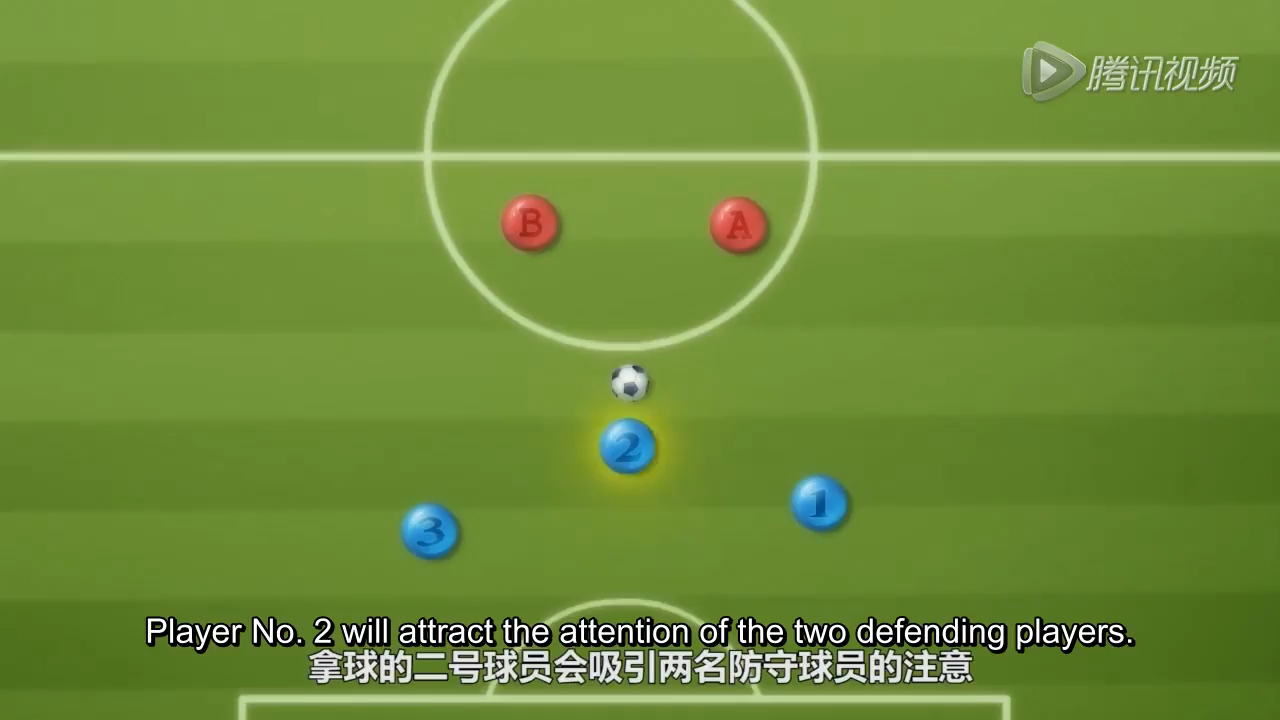 腾讯视频
B
A
2
3
1
Player No. 2 will attract the attention of the two defending players.
拿球的二号球员会吸引两名防守球员的注意